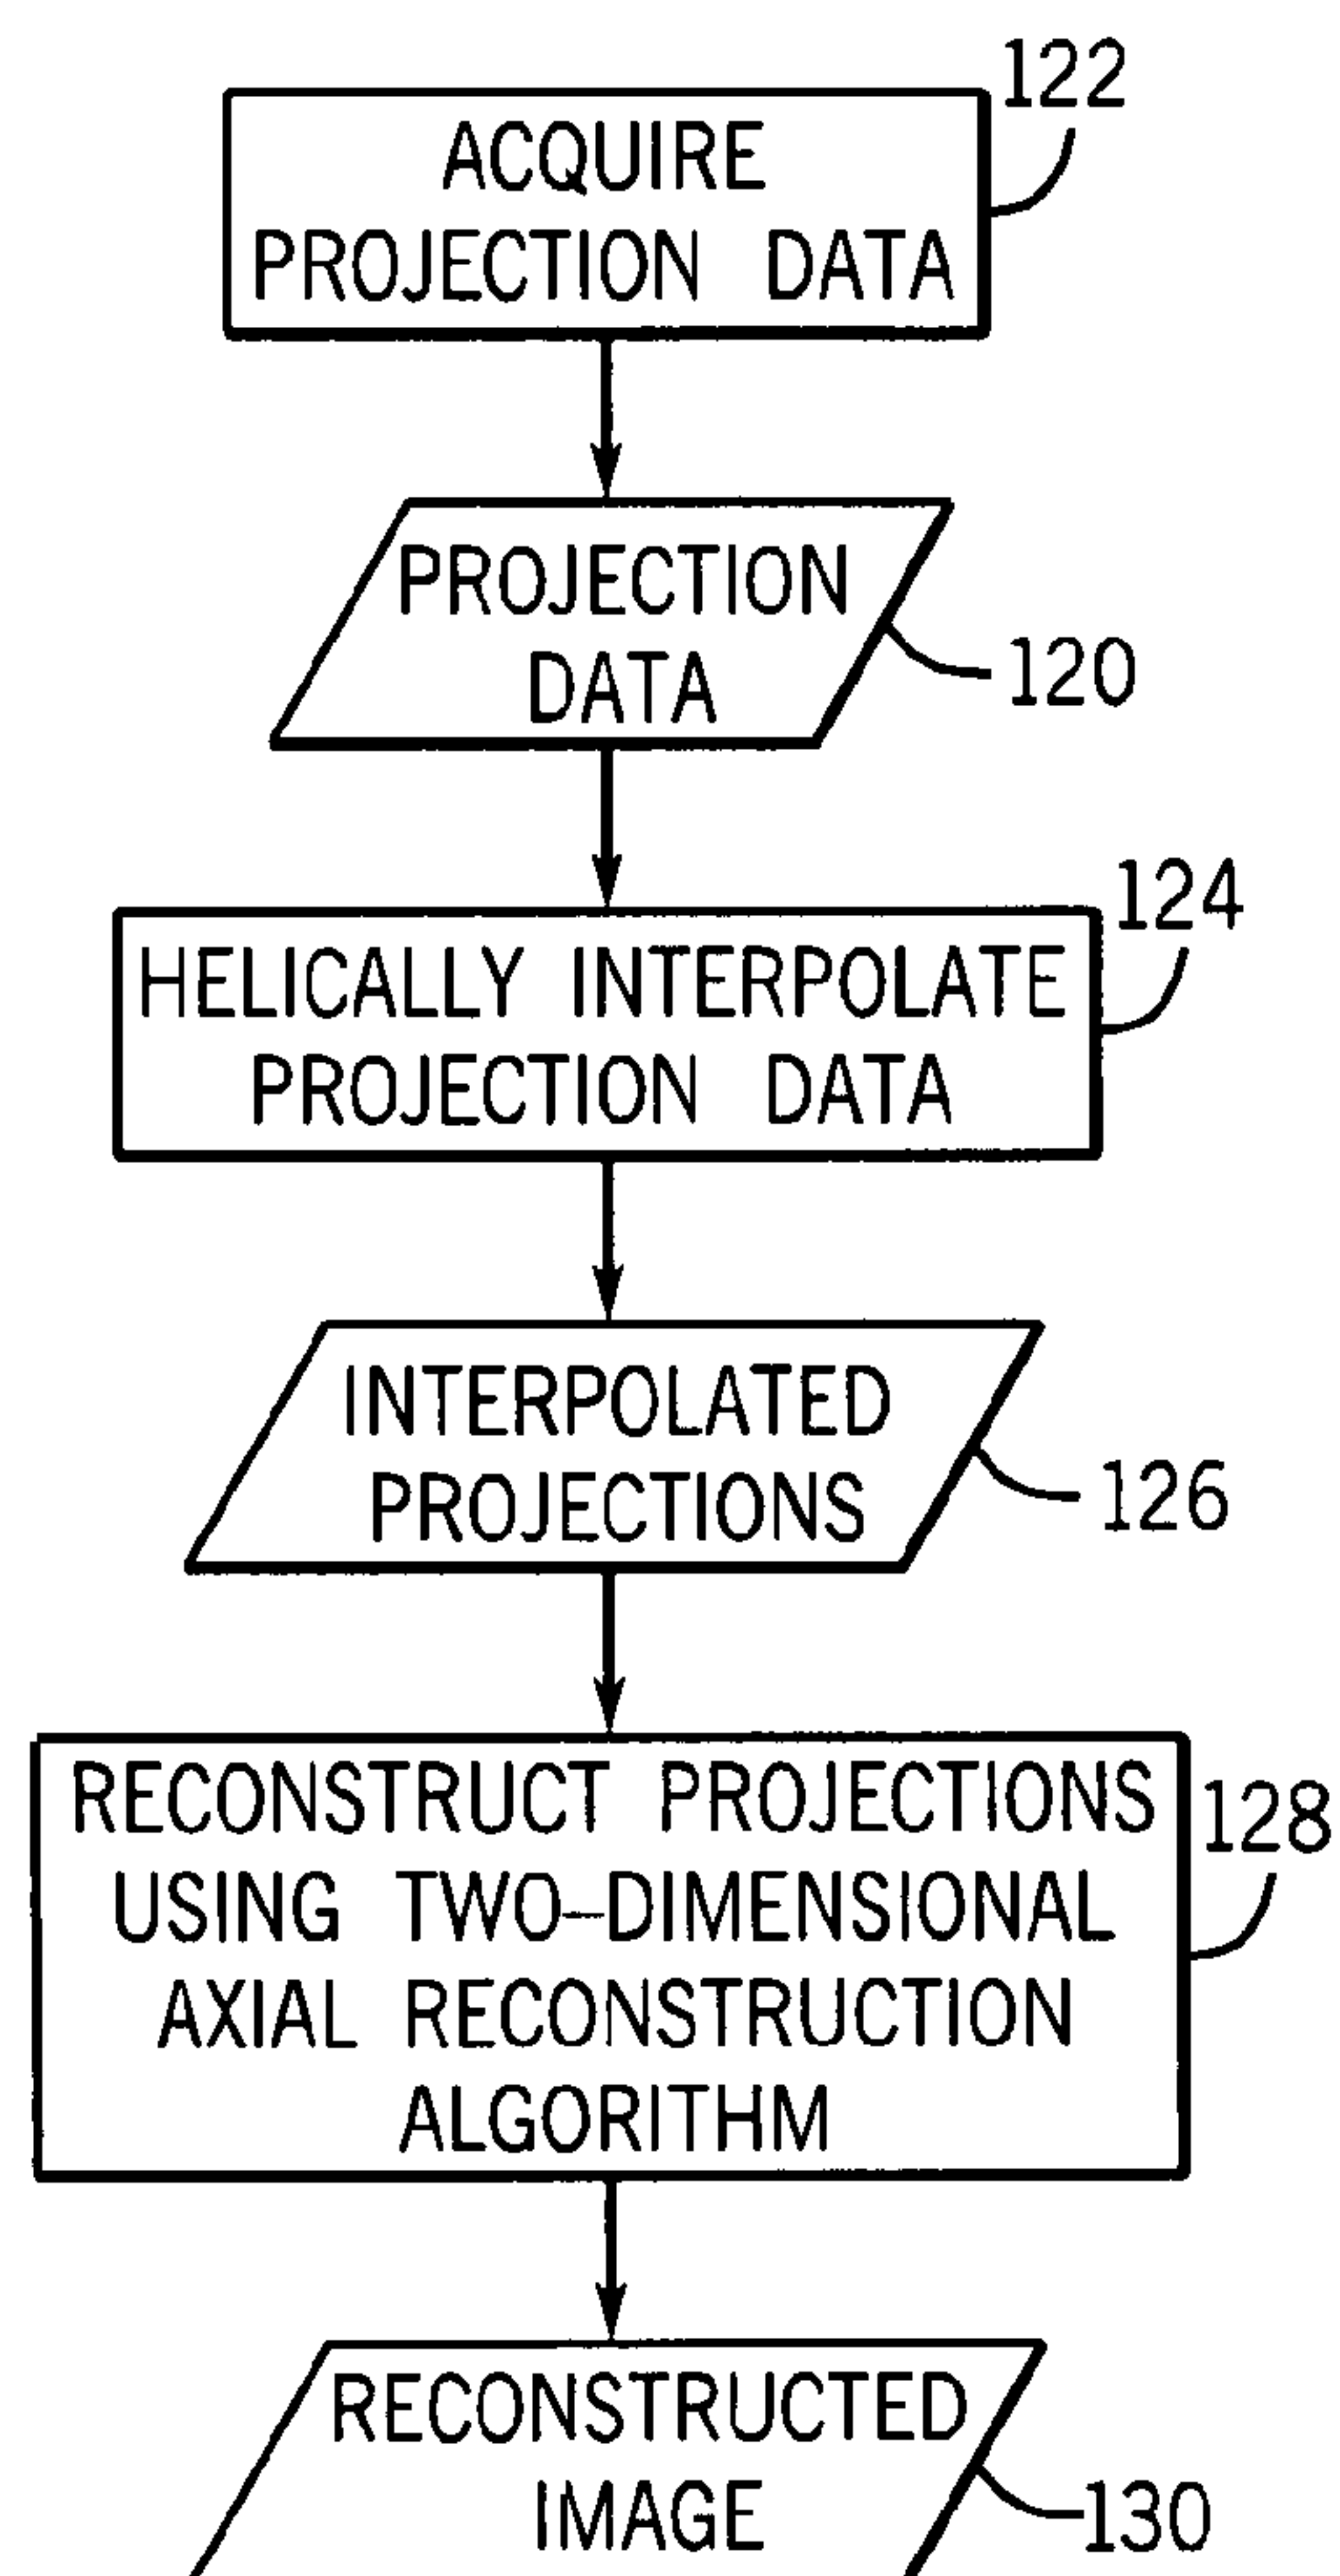 122
ACQUIRE
PROJECTION DATA
PROJECTION
DATA
120
124
HELICALLY INTERPOLATE
PROJECTION DATA
INTERPOLATED
PROJECTIONS
126
RECONSTRUCT PROJECTIONS
128
USING TWO-DIMENSIONAL
AXIAL RECONSTRUCTION
ALGORITHM
RECONSTRUCTED
IMAGE
130